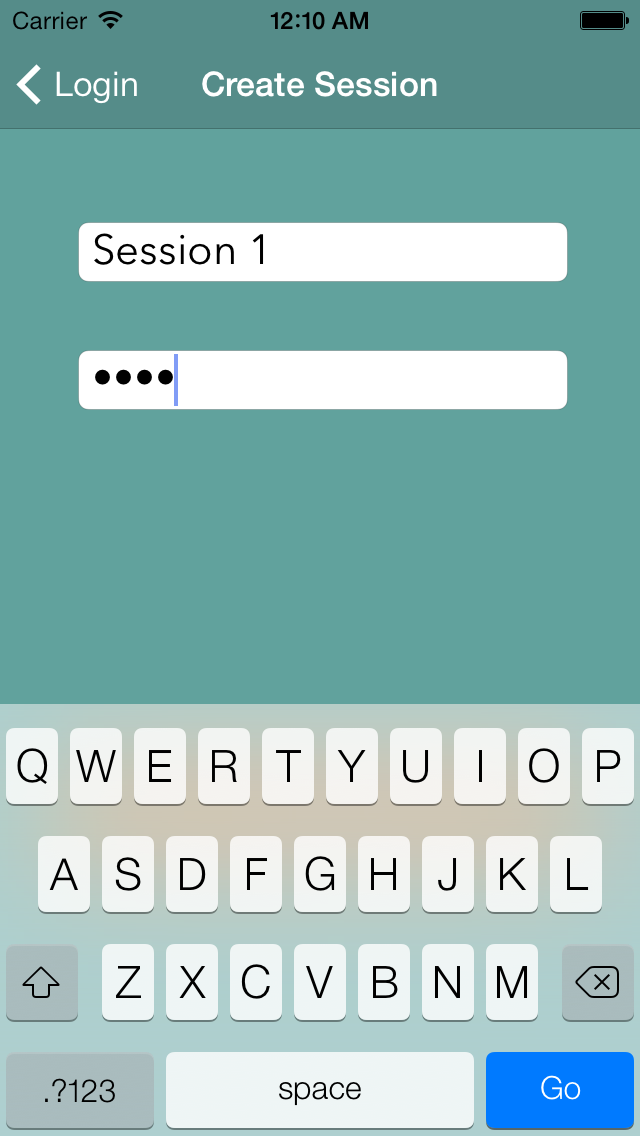 Carrier 12:10 AM
Login Create Session
Session 1
••••
Q W E R T Y U I O P
A S D F G H J K L
Z X C V B N M
.?123 space Go